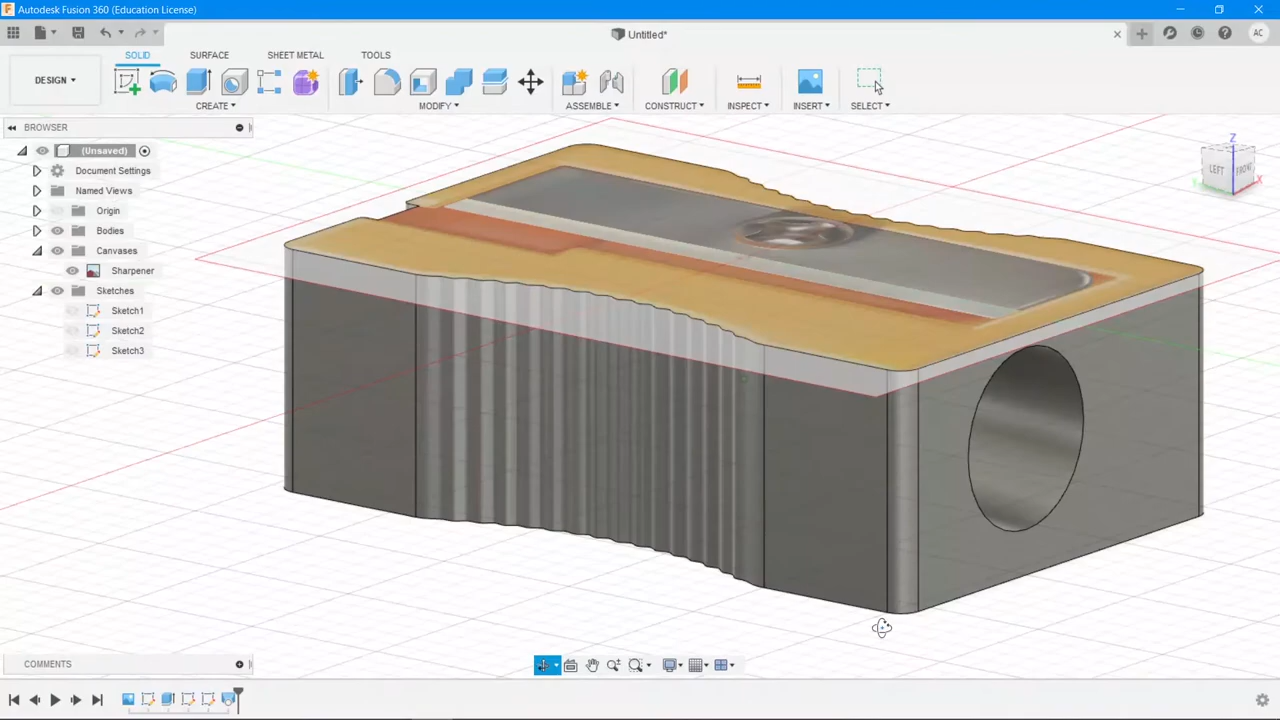 Autodesk Fusion 360 (Education License)
Untitled*
AC
SOLID SURFACE SHEET METAL TOOLS
DESIGN
CREATE MODIFY ASSEMBLE CONSTRUCT INSPECT INSERT SELECT
BROWSER
(Unsaved)
Document Settings
Named Views
Origin
Bodies
Canvases
Sharpener
Sketches
Sketch1
Sketch2
Sketch3
Z
LEFT FRONT
X
Y
COMMENTS